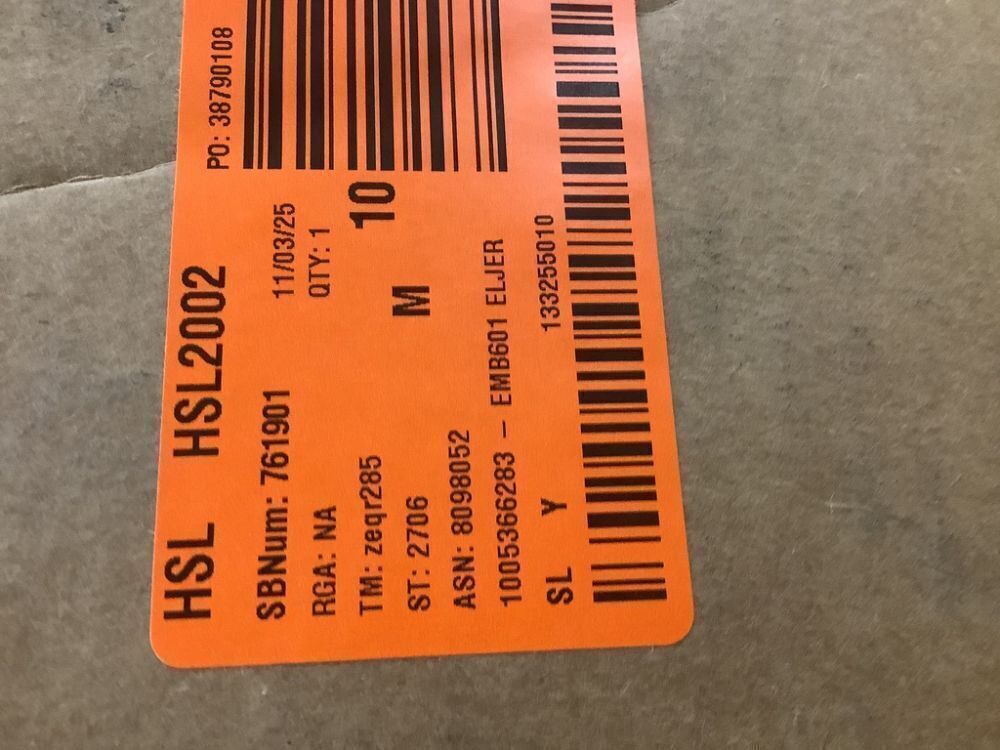 HSL HSL2002
PO: 38790108
SBNum: 761901
11/03/25
RGA: NA
QTY: 1
TM: zeqr285
10
ST: 2706
M
ASN: 8098052
1005366283 – EMB601 ELJER
SL Y
133255010